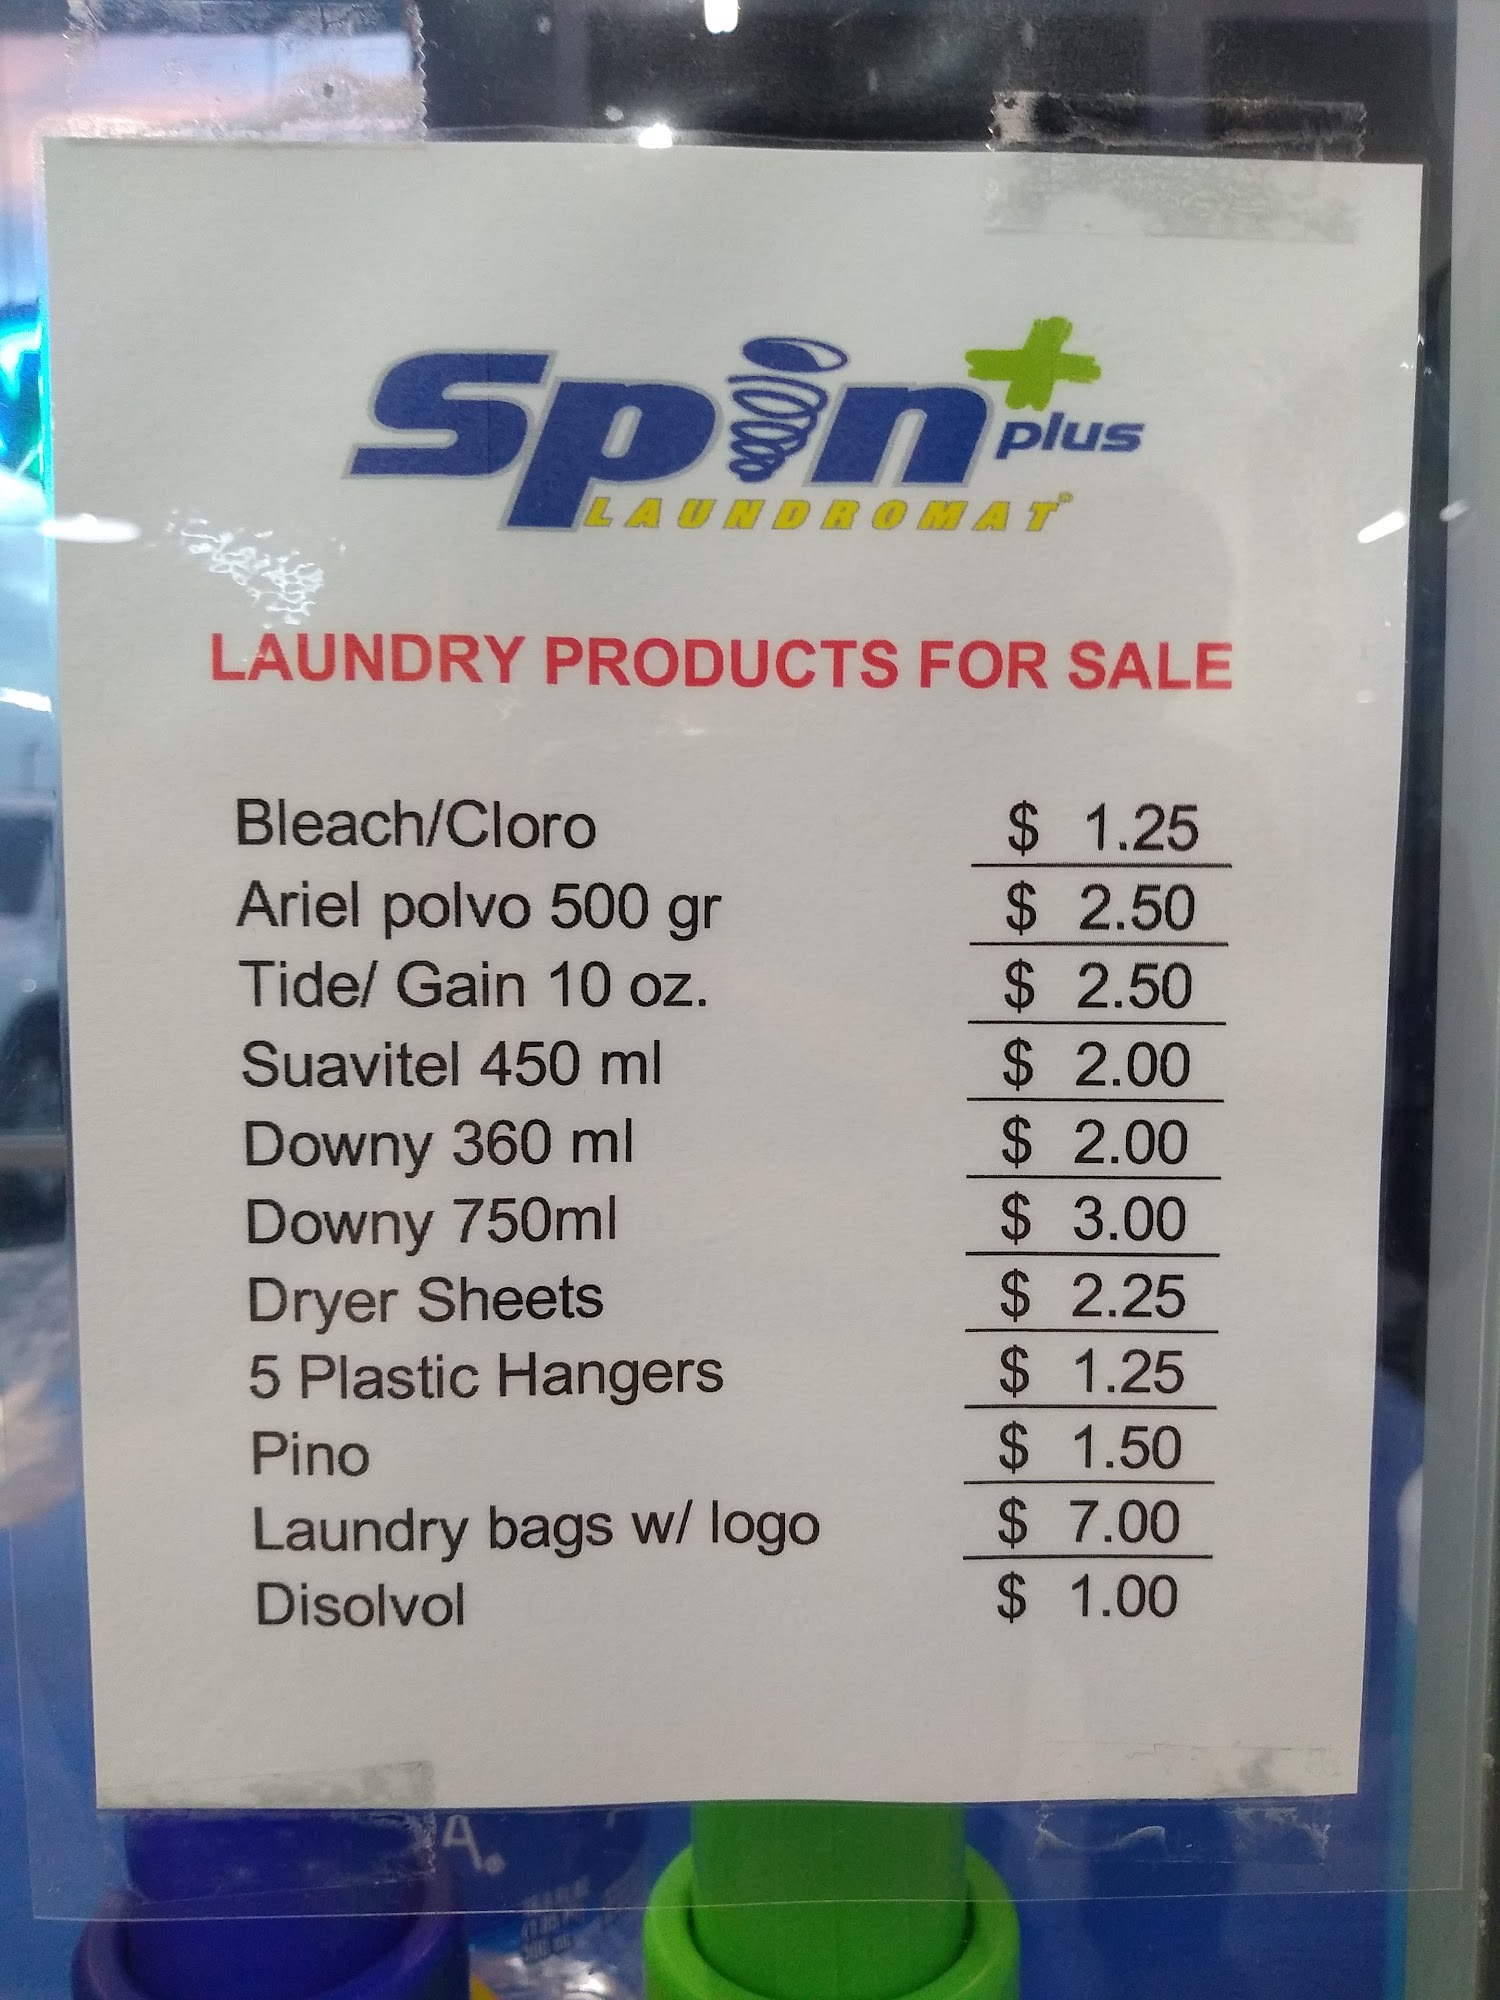 Spin plus
LAUNDROMAT
LAUNDRY PRODUCTS FOR SALE
Bleach/Cloro $ 1.25
Ariel polvo 500 gr $ 2.50
Tide/ Gain 10 oz. $ 2.50
Suavitel 450 ml $ 2.00
Downy 360 ml $ 2.00
Downy 750ml $ 3.00
Dryer Sheets $ 2.25
5 Plastic Hangers $ 1.25
Pino $ 1.50
Laundry bags w/ logo $ 7.00
Disolvol $ 1.00